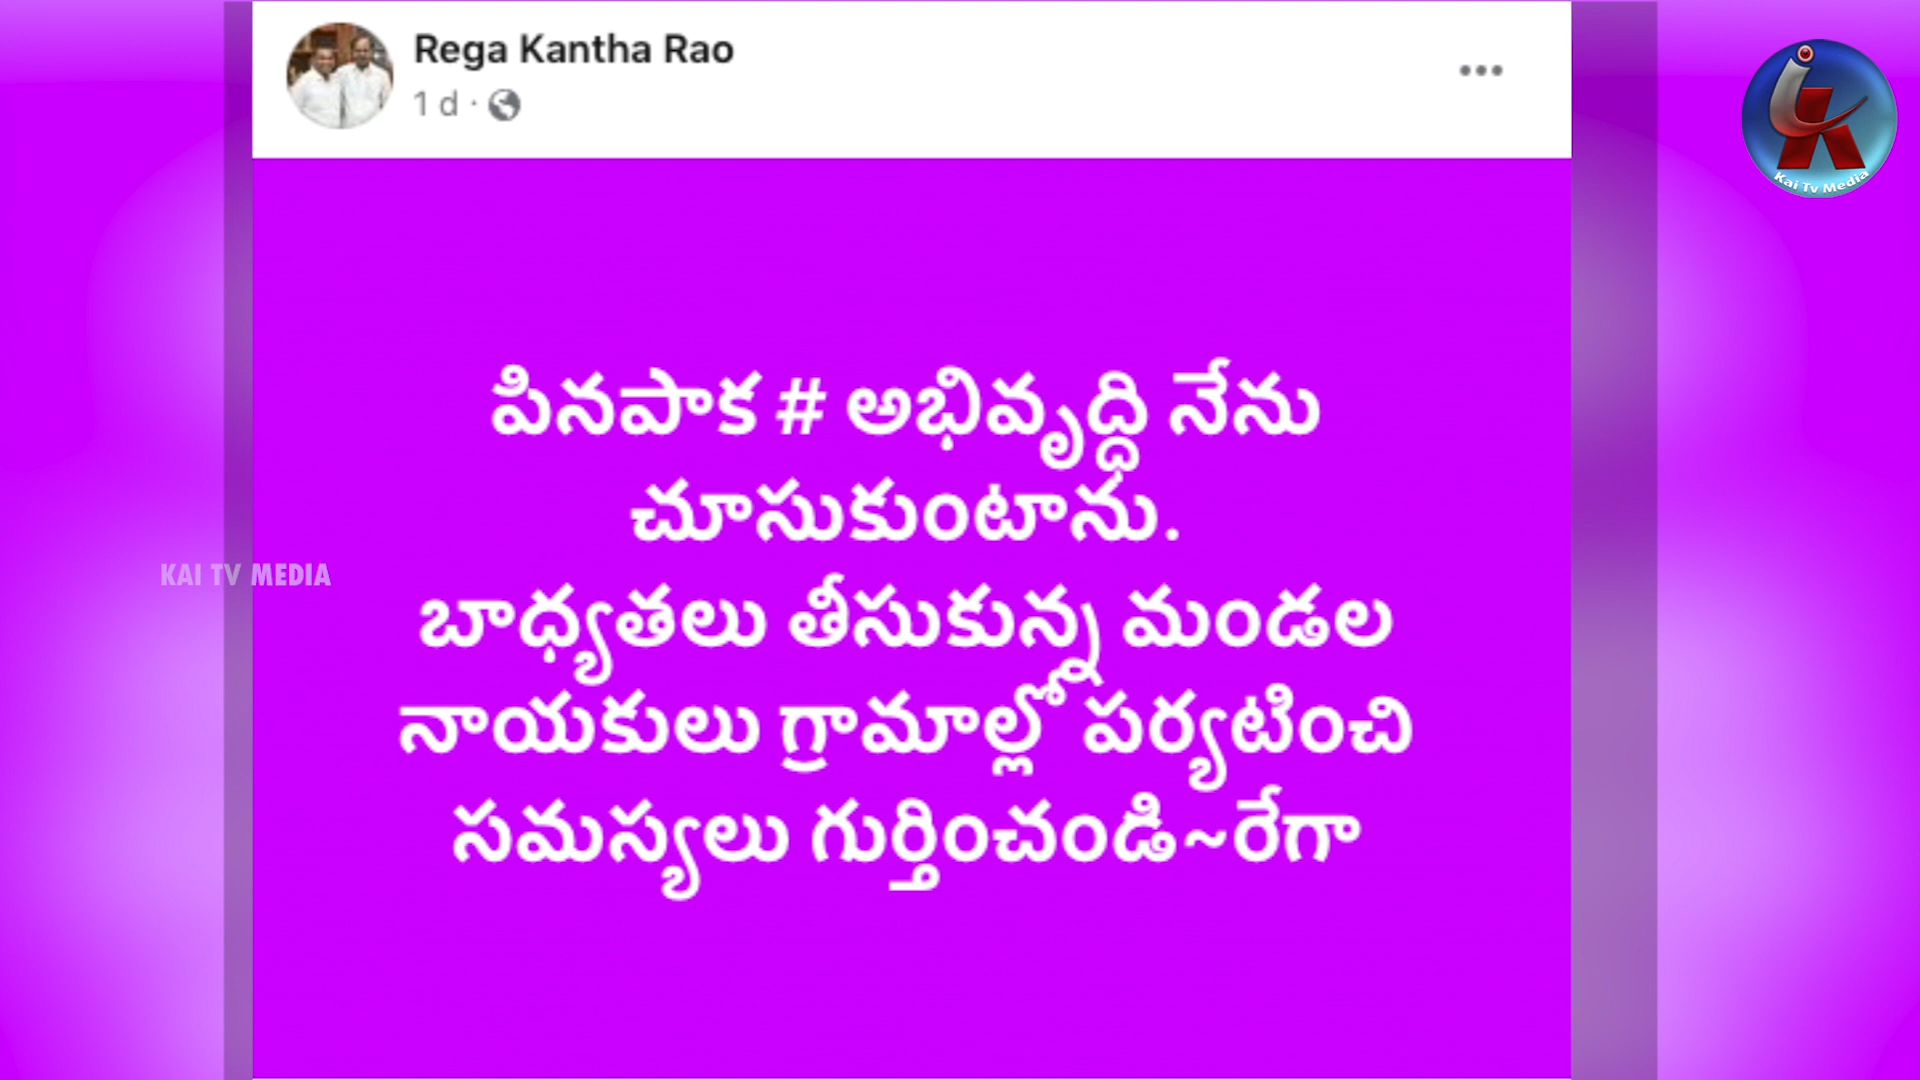 Rega Kantha Rao
1 d ·
Kai Tv Media
పినపాక # అభివృద్ధి నేను
చూసుకుంటాను.
KAI TV MEDIA
బాధ్యతలు తీసుకున్న మండల
నాయకులు గ్రామాల్లో పర్యటించి
సమస్యలు గుర్తించండి~రేగా